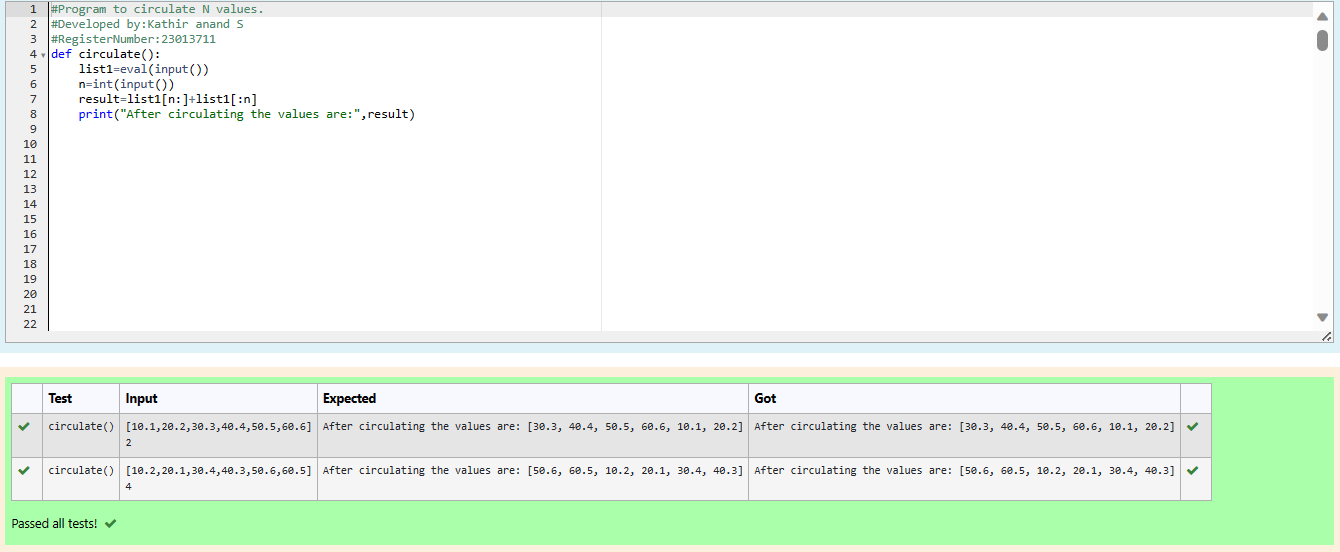 1 #Program to circulate N values.
2 #Developed by:Kathir anand S
3 #RegisterNumber:23013711
4 def circulate():
5     list1=eval(input())
6     n=int(input())
7     result=list1[n:]+list1[:n]
8     print("After circulating the values are:",result)
9
10
11
12
13
14
15
16
17
18
19
20
21
22
Test Input Expected Got
circulate() [10.1,20.2,30.3,40.4,50.5,60.6] After circulating the values are: [30.3, 40.4, 50.5, 60.6, 10.1, 20.2] After circulating the values are: [30.3, 40.4, 50.5, 60.6, 10.1, 20.2]
2
circulate() [10.2,20.1,30.4,40.3,50.6,60.5] After circulating the values are: [50.6, 60.5, 10.2, 20.1, 30.4, 40.3] After circulating the values are: [50.6, 60.5, 10.2, 20.1, 30.4, 40.3]
4
Passed all tests!